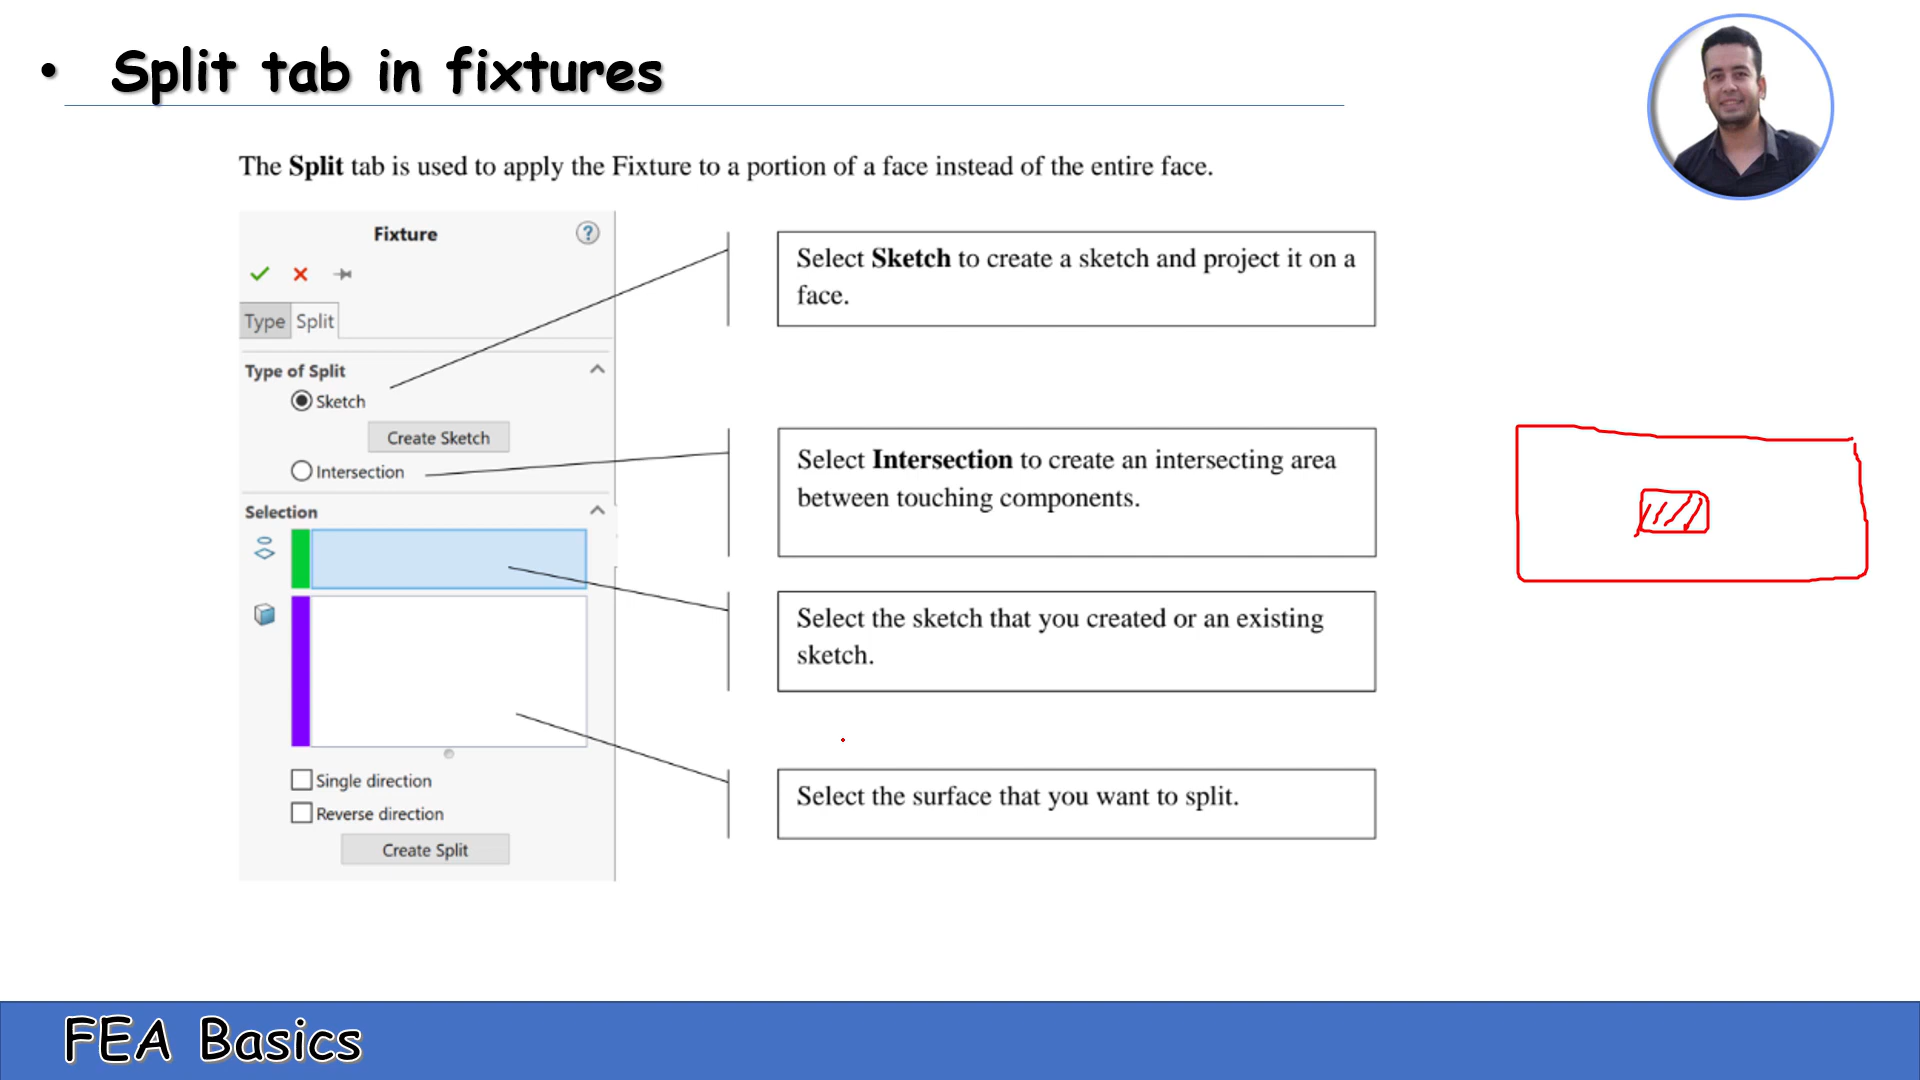 • Split tab in fixtures
The Split tab is used to apply the Fixture to a portion of a face instead of the entire face.
Fixture
?
Type Split
Type of Split
Sketch
Create Sketch
Intersection
Selection
Single direction
Reverse direction
Create Split
Select Sketch to create a sketch and project it on a
face.
Select Intersection to create an intersecting area
between touching components.
Select the sketch that you created or an existing
sketch.
Select the surface that you want to split.
FEA Basics